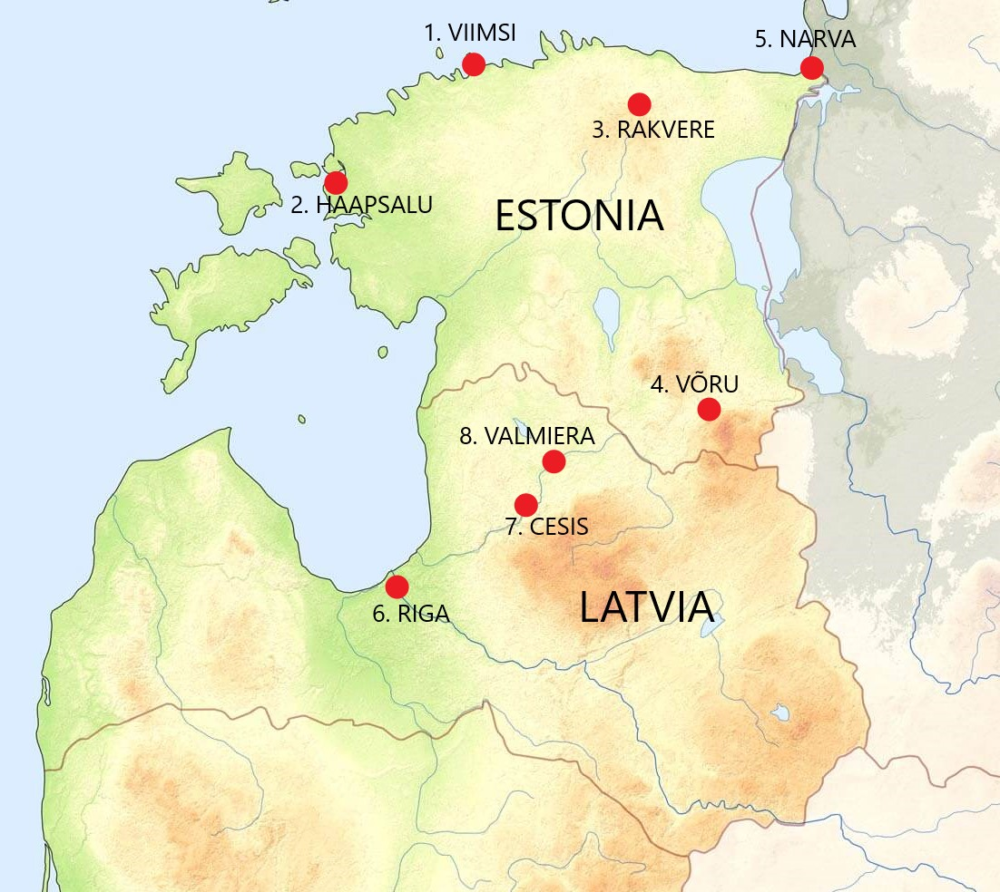 1. VIIMSI
5. NARVA
3. RAKVERE
2. HAAPSALU
ESTONIA
4. VÕRU
8. VALMIERA
7. CESIS
LATVIA
6. RIGA